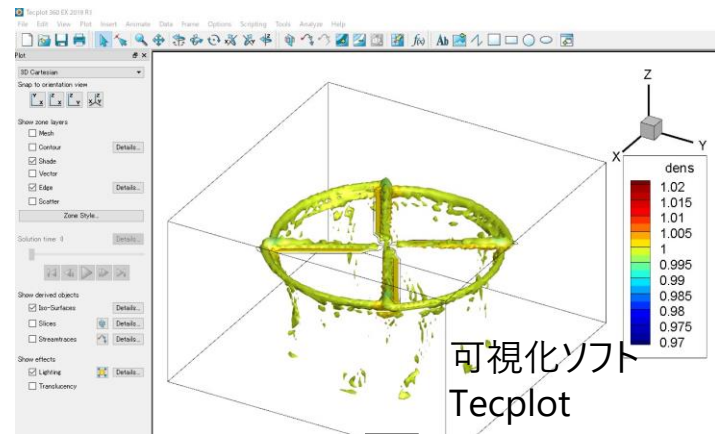 Tecplot 360 EX 2019 R1
File Edit View Plot Insert Animate Data Frame Options Scripting Tools Analyze Help
Plot
3D Cartesian
Snap to orientation view
Show zone layers
Mesh
Contour Details...
Shade
Vector
Edge Details...
Scatter
Zone Style...
Solution time: 0 Details...
Show derived objects
Iso-Surfaces Details...
Slices Details...
Streamtraces Details...
Show effects
Lighting Details...
Translucency
Z
X
Y
dens
1.02
1.015
1.01
1.005
1
0.995
0.99
0.985
0.98
0.975
0.97
可視化ソフト
Tecplot